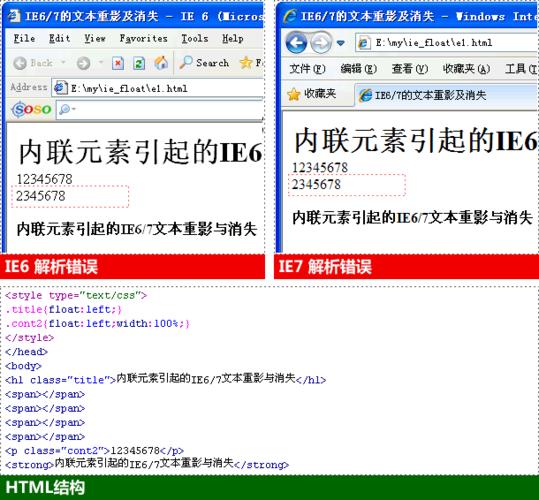 IE6/7的文本重影及消失 - IE 6 (Micros
File Edit View Favorites Tools Help
Back Search Fa
Address E:\my\ie_float\e1.html
SOSO
内联元素引起的IE6
12345678
2345678
内联元素引起的IE6/7文本重影与消失
IE6 解析错误
IE6/7的文本重影及消失 - Windows Inte
E:\my\ie_float\e1.html
文件(F) 编辑(E) 查看(V) 收藏夹(A) 工具(T)
收藏夹 IE6/7的文本重影及消失
内联元素引起的IE6
12345678
2345678
内联元素引起的IE6/7文本重影与消失
IE7 解析错误
<style type="text/css">
.title{float:left;}
.cont2{float:left;width:100%;}
</style>
</head>
<body>
<h1 class="title">内联元素引起的IE6/7文本重影与消失</h1>
<span></span>
<span></span>
<span></span>
<span></span>
<p class="cont2">12345678</p>
<strong>内联元素引起的IE6/7文本重影与消失</strong>
HTML结构